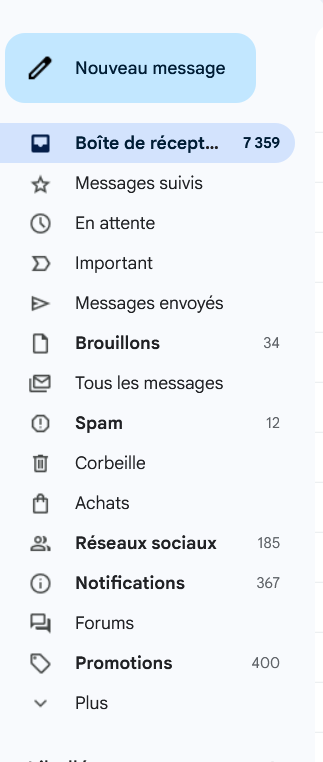 Nouveau message
Boîte de récept... 7 359
Messages suivis
En attente
Important
Messages envoyés
Brouillons 34
Tous les messages
Spam 12
Corbeille
Achats
Réseaux sociaux 185
Notifications 367
Forums
Promotions 400
Plus